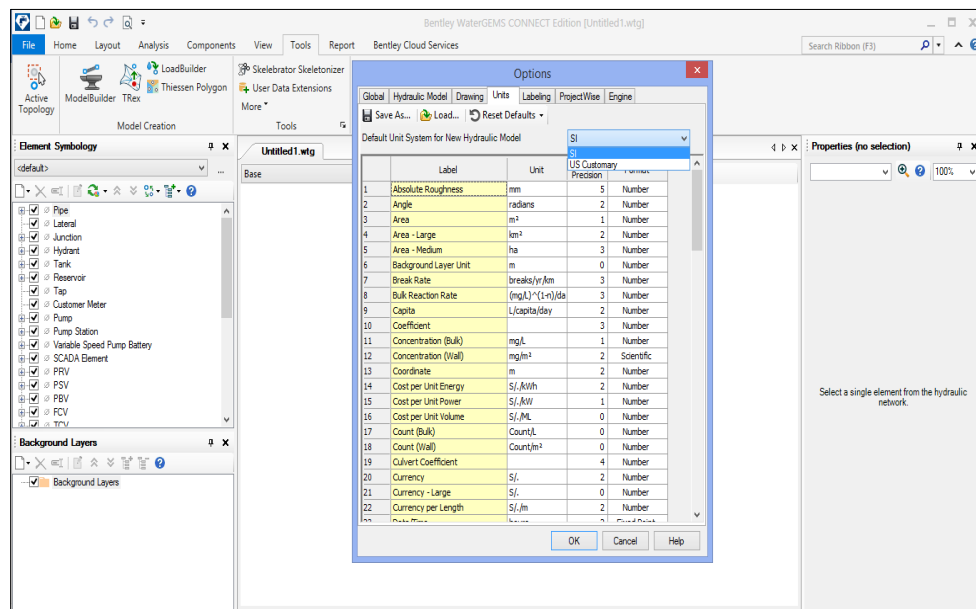 Bentley WaterGEMS CONNECT Edition [Untitled1.wtg]
File Home Layout Analysis Components View Tools Report Bentley Cloud Services
Search Ribbon (F3)
Active Topology
ModelBuilder
TRex
LoadBuilder
Thiessen Polygon
Model Creation
Skelebrator Skeletonizer
User Data Extensions
More
Tools
Element Symbology
<default>
...
Pipe
Lateral
Junction
Hydrant
Tank
Reservoir
Tap
Customer Meter
Pump
Pump Station
Variable Speed Pump Battery
SCADA Element
PRV
PSV
PBV
FCV
TCV
Background Layers
Background Layers
Untitled1.wtg
Base
Options
Global Hydraulic Model Drawing Units Labeling ProjectWise Engine
Save As... Load... Reset Defaults
Default Unit System for New Hydraulic Model SI
SI
US Customary
Label Unit Precision
1 Absolute Roughness mm 5 Number
2 Angle radians 2 Number
3 Area m² 1 Number
4 Area - Large km² 2 Number
5 Area - Medium ha 3 Number
6 Background Layer Unit m 0 Number
7 Break Rate breaks/yr/km 3 Number
8 Bulk Reaction Rate (mg/L)^(1-n)/da 3 Number
9 Capita L/capita/day 2 Number
10 Coefficient 3 Number
11 Concentration (Bulk) mg/L 1 Number
12 Concentration (Wall) mg/m² 2 Scientific
13 Coordinate m 2 Number
14 Cost per Unit Energy S/./kWh 2 Number
15 Cost per Unit Power S/./kW 1 Number
16 Cost per Unit Volume S/./ML 0 Number
17 Count (Bulk) Count/L 0 Number
18 Count (Wall) Count/m² 0 Number
19 Culvert Coefficient 4 Number
20 Currency S/. 2 Number
21 Currency - Large S/. 0 Number
22 Currency per Length S/./m 2 Number
OK Cancel Help
Properties (no selection)
100%
Select a single element from the hydraulic
network.